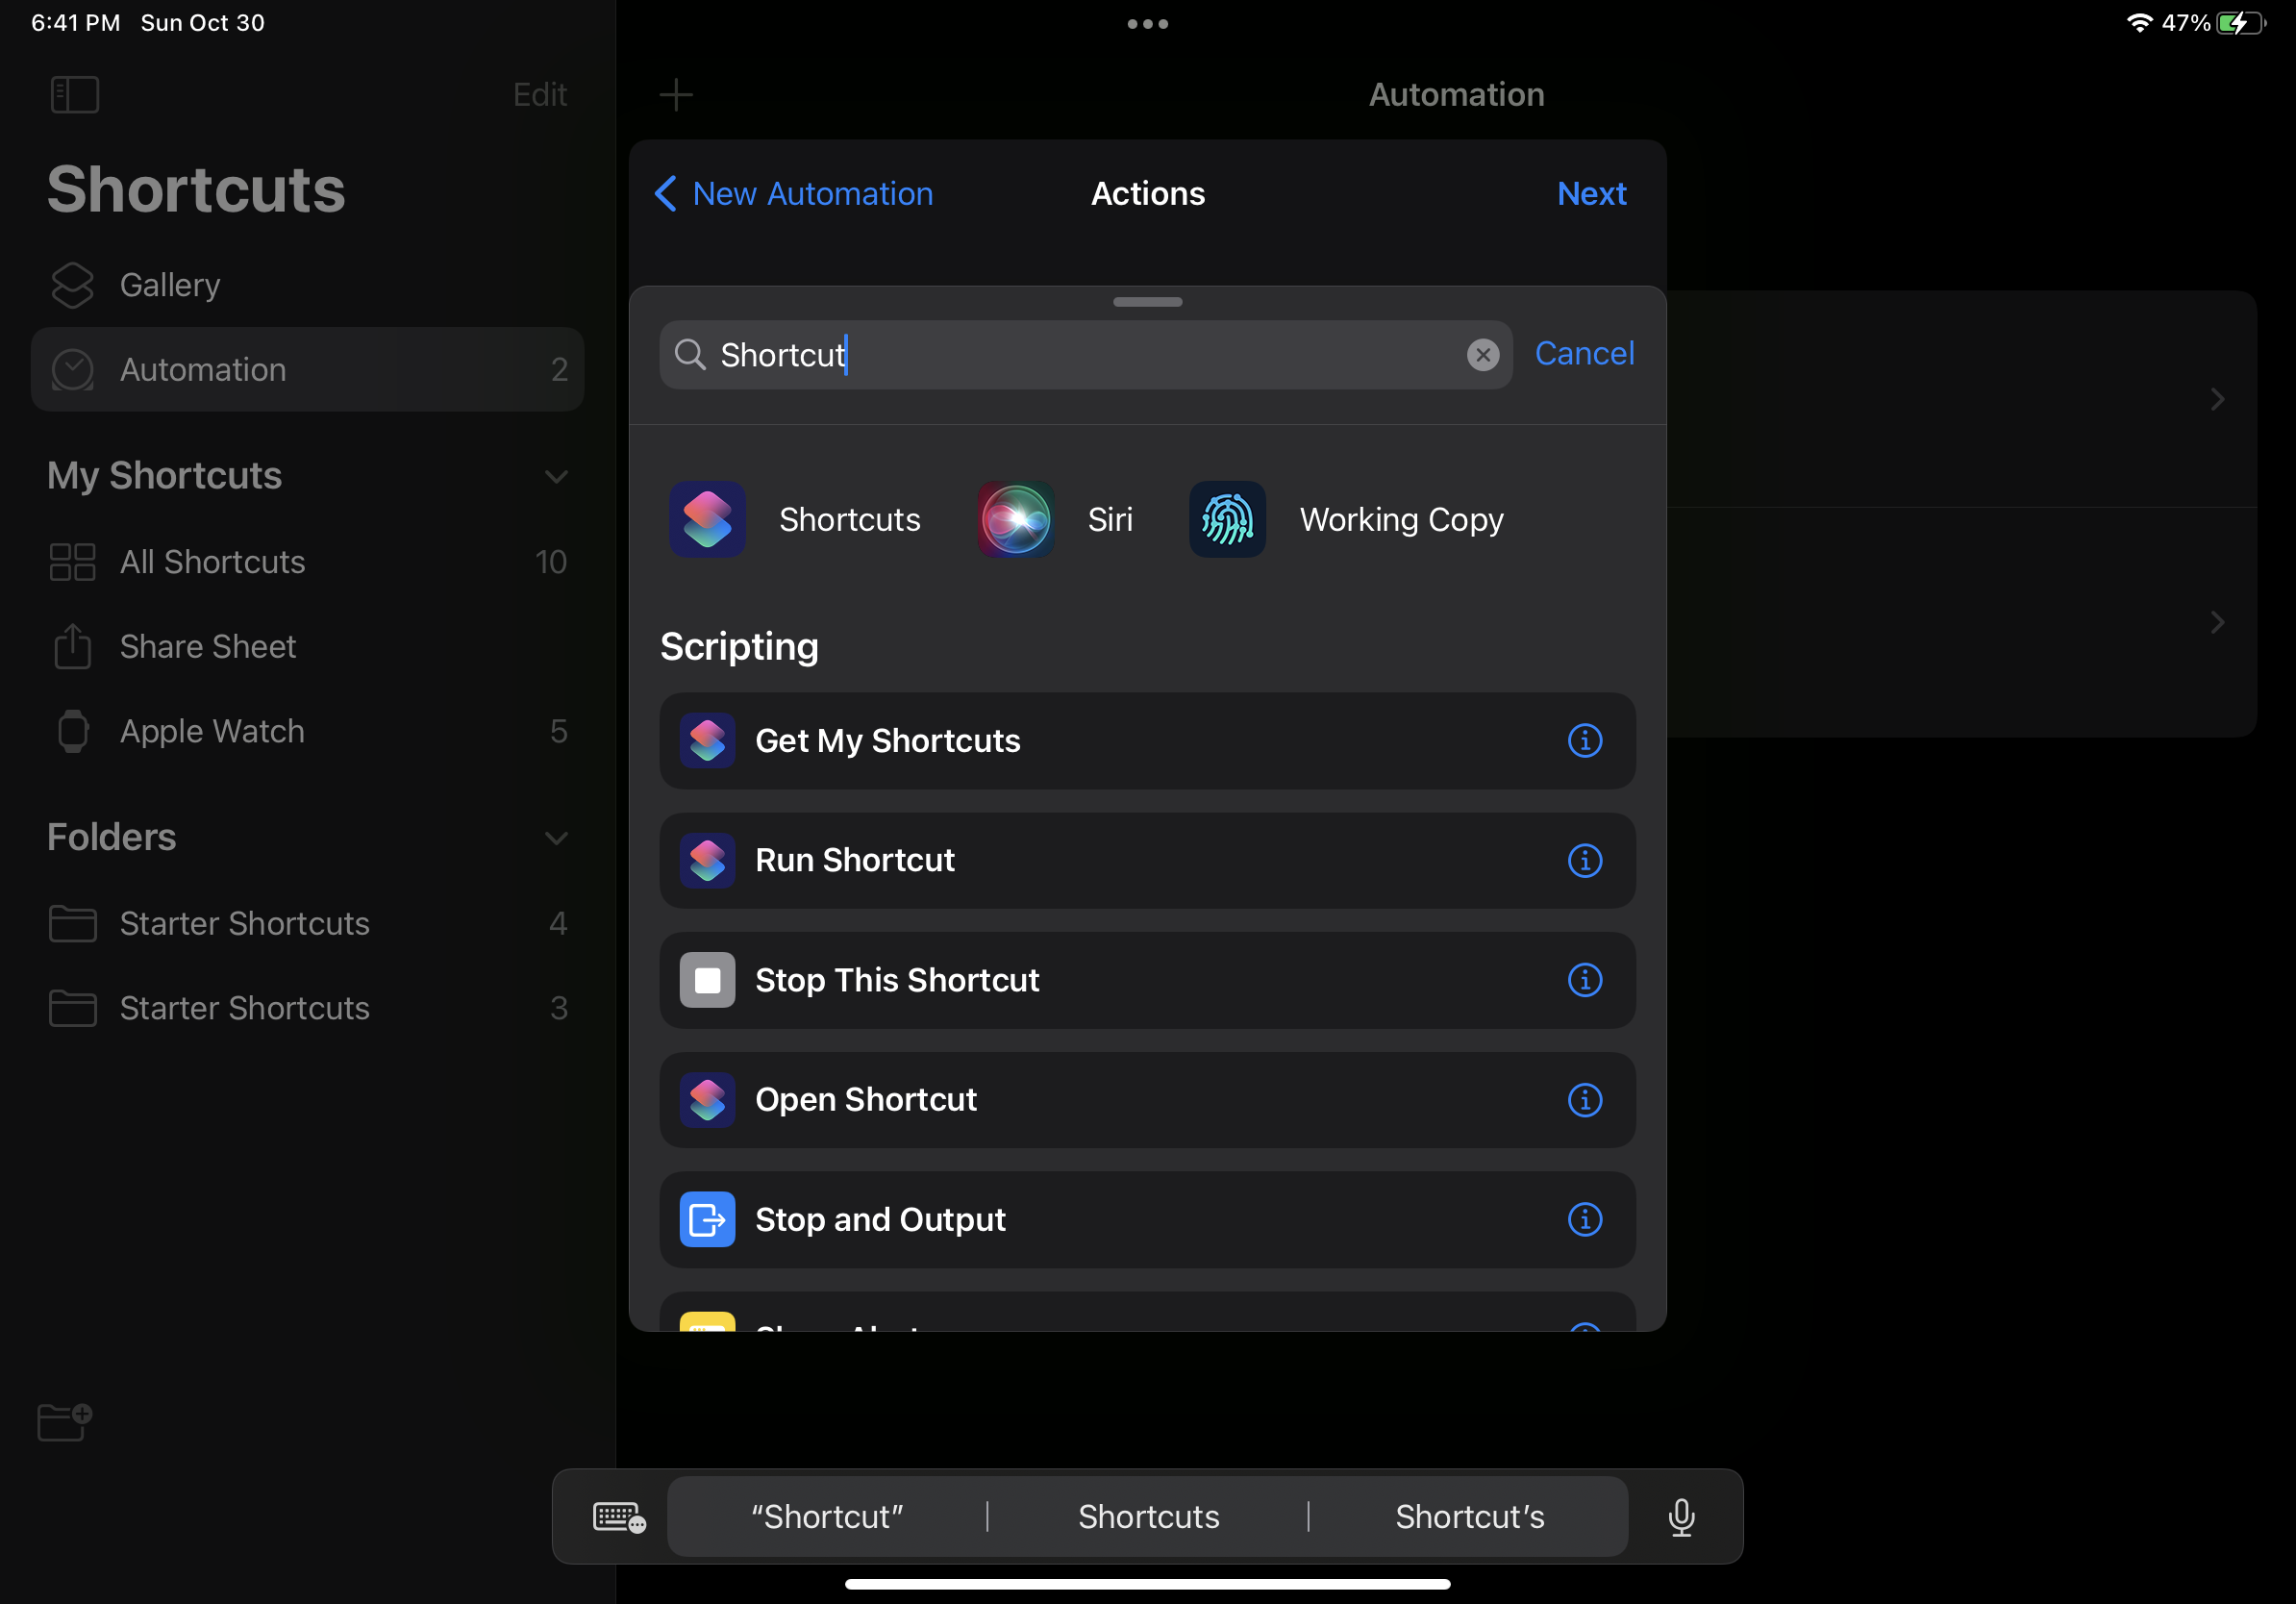 6:41 PM Sun Oct 30
47%
Edit
Shortcuts
Gallery
Automation 2
My Shortcuts
All Shortcuts 10
Share Sheet
Apple Watch 5
Folders
Starter Shortcuts 4
Starter Shortcuts 3
Automation
New Automation Actions Next
Shortcut Cancel
Shortcuts Siri Working Copy
Scripting
Get My Shortcuts
Run Shortcut
Stop This Shortcut
Open Shortcut
Stop and Output
“Shortcut” Shortcuts Shortcut’s